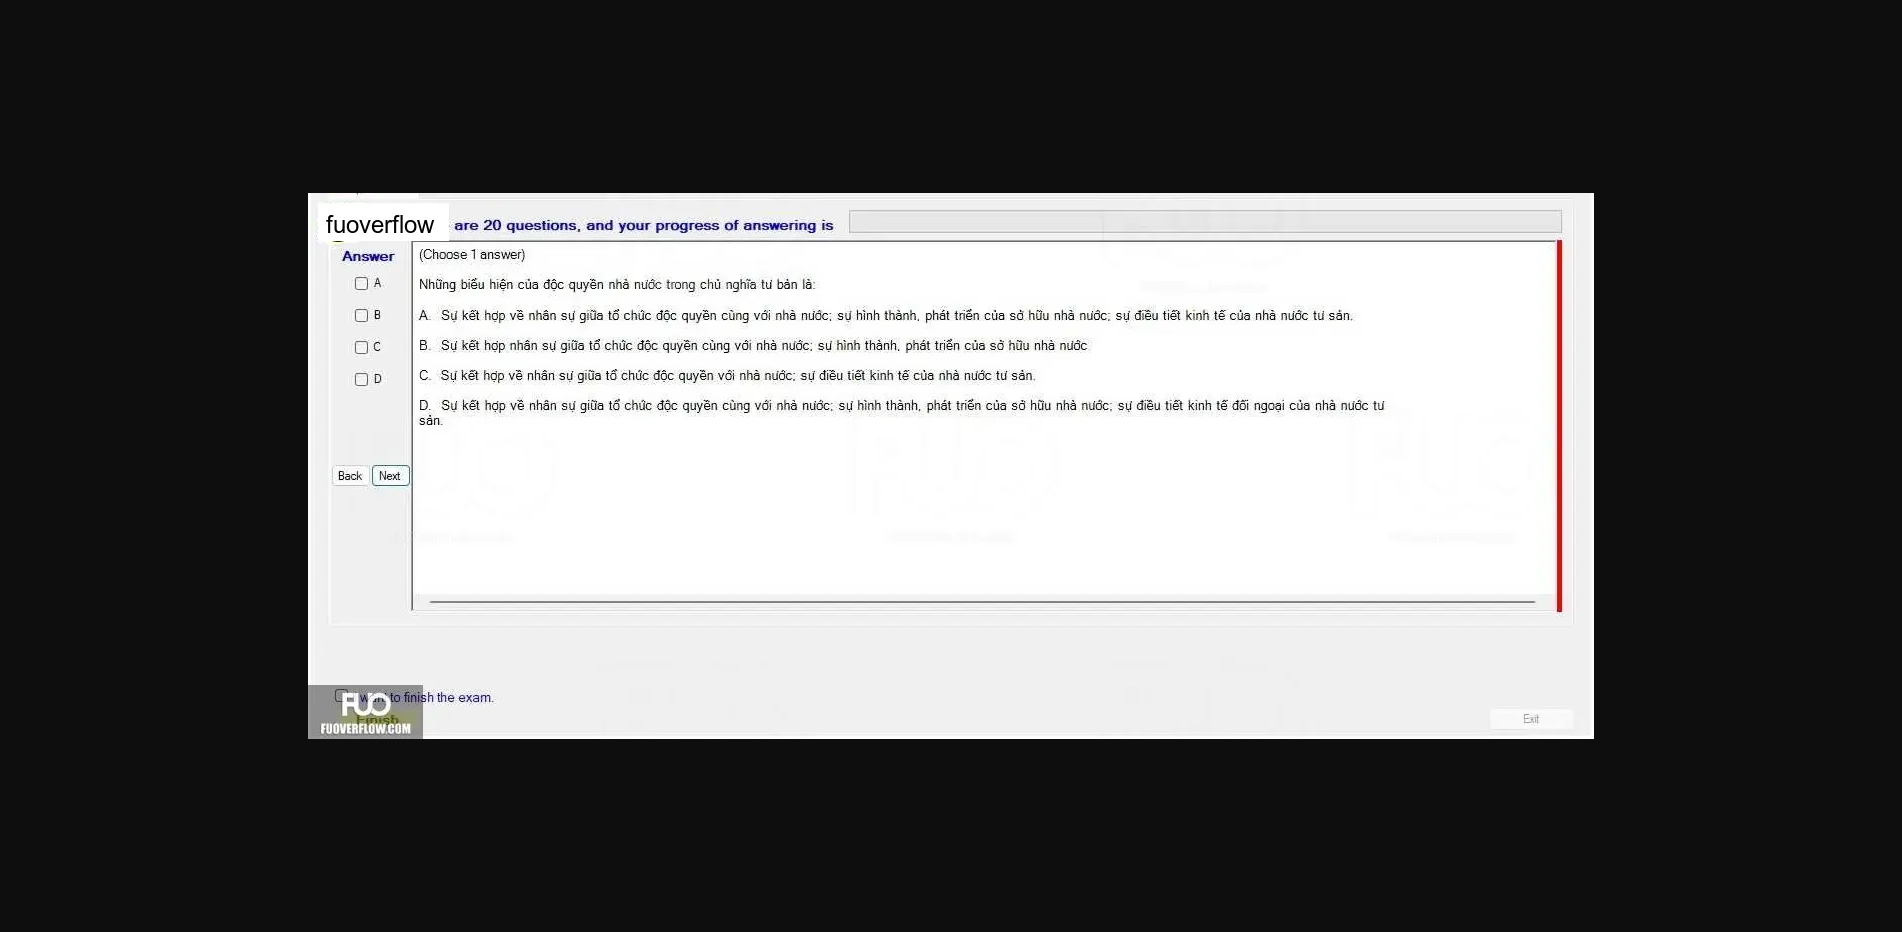 fuoverflow are 20 questions, and your progress of answering is
Answer
(Choose 1 answer)
A
Những biểu hiện của độc quyền nhà nước trong chủ nghĩa tư bản là:
B
A. Sự kết hợp về nhân sự giữa tổ chức độc quyền cùng với nhà nước; sự hình thành, phát triển của sở hữu nhà nước; sự điều tiết kinh tế của nhà nước tư sản.
C
B. Sự kết hợp nhân sự giữa tổ chức độc quyền cùng với nhà nước; sự hình thành, phát triển của sở hữu nhà nước
D
C. Sự kết hợp về nhân sự giữa tổ chức độc quyền với nhà nước; sự điều tiết kinh tế của nhà nước tư sản.
D. Sự kết hợp về nhân sự giữa tổ chức độc quyền cùng với nhà nước; sự hình thành, phát triển của sở hữu nhà nước; sự điều tiết kinh tế đối ngoại của nhà nước tư
sản.
Back Next
want to finish the exam.
FUO
Finish
FUOVERFLOW.COM
Exit